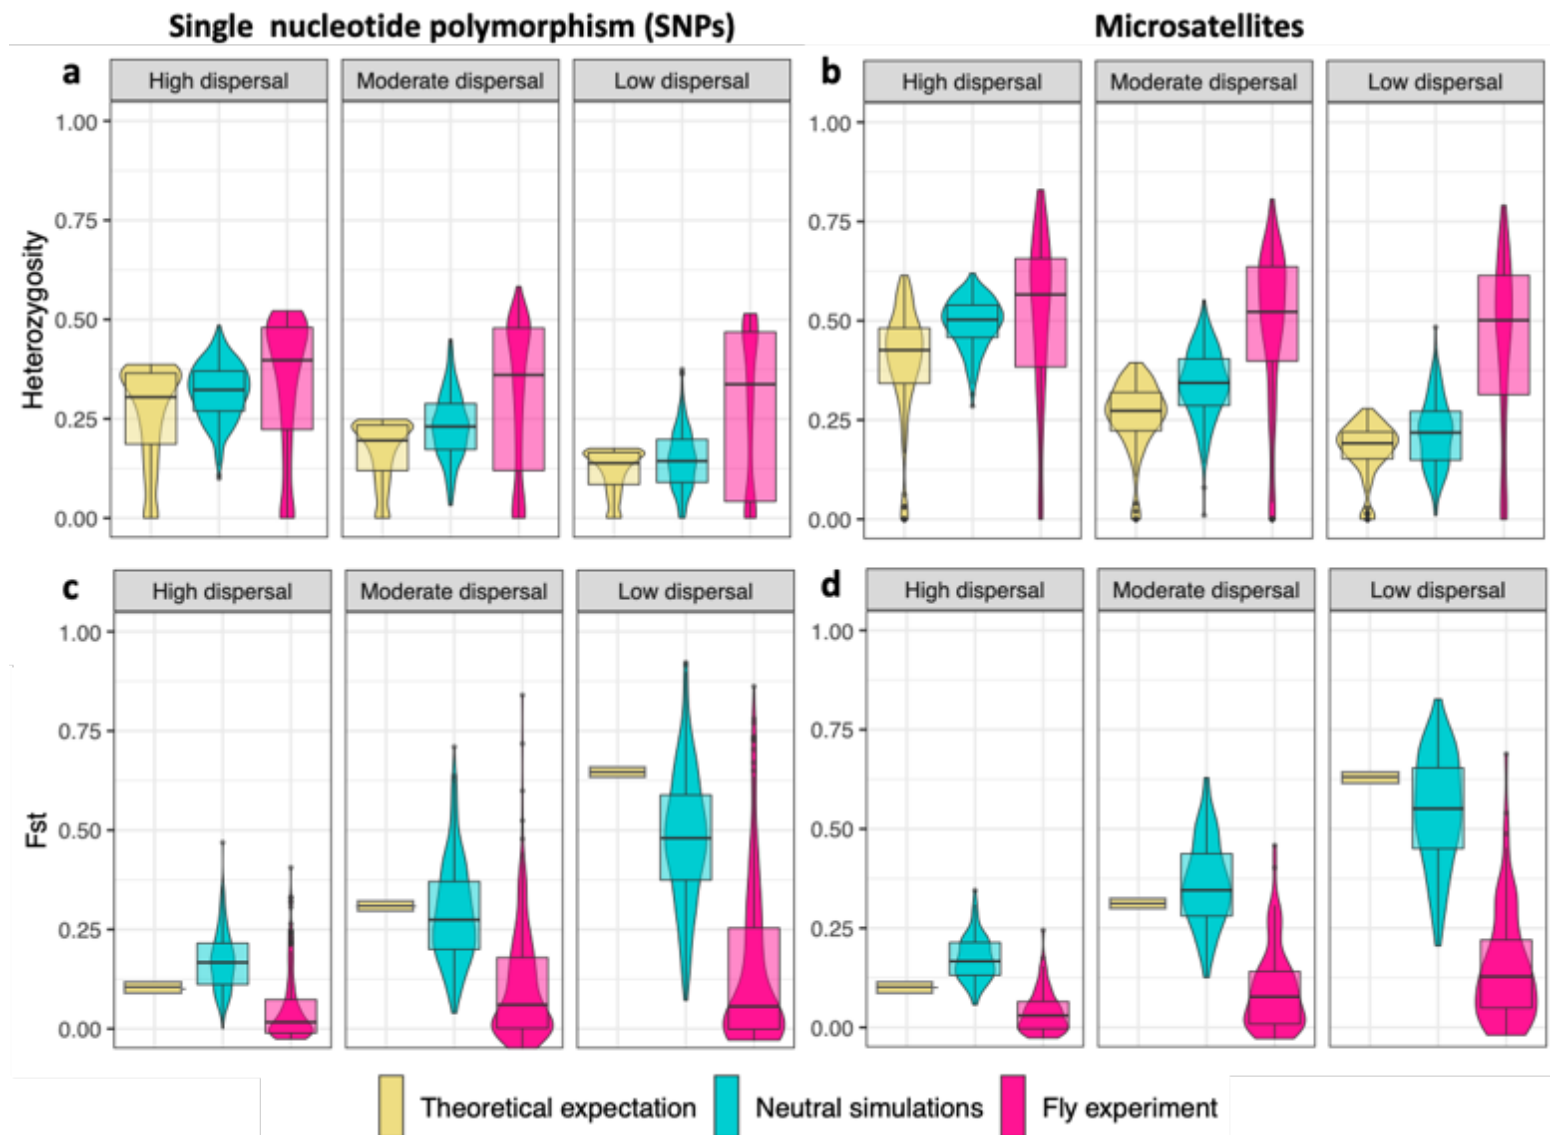 Single nucleotide polymorphism (SNPs)
Microsatellites
a
High dispersal
Moderate dispersal
Low dispersal
Heterozygosity
1.00
0.75
0.50
0.25
0.00
b
High dispersal
Moderate dispersal
Low dispersal
1.00
0.75
0.50
0.25
0.00
c
High dispersal
Moderate dispersal
Low dispersal
Fst
1.00
0.75
0.50
0.25
0.00
d
High dispersal
Moderate dispersal
Low dispersal
1.00
0.75
0.50
0.25
0.00
Theoretical expectation
Neutral simulations
Fly experiment